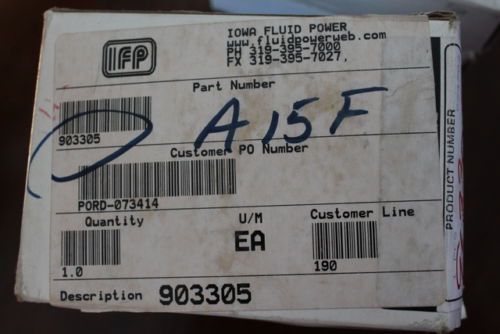 IFP
IOWA FLUID POWER
www.fluidpowerweb.com
PH 319-395-7000
FX 319-395-7027,
Part Number
903305
A 15 F
Customer PO Number
PORD-073414
Quantity
U/M
Customer Line
1.0
EA
190
Description 903305
PRODUCT NUMBER